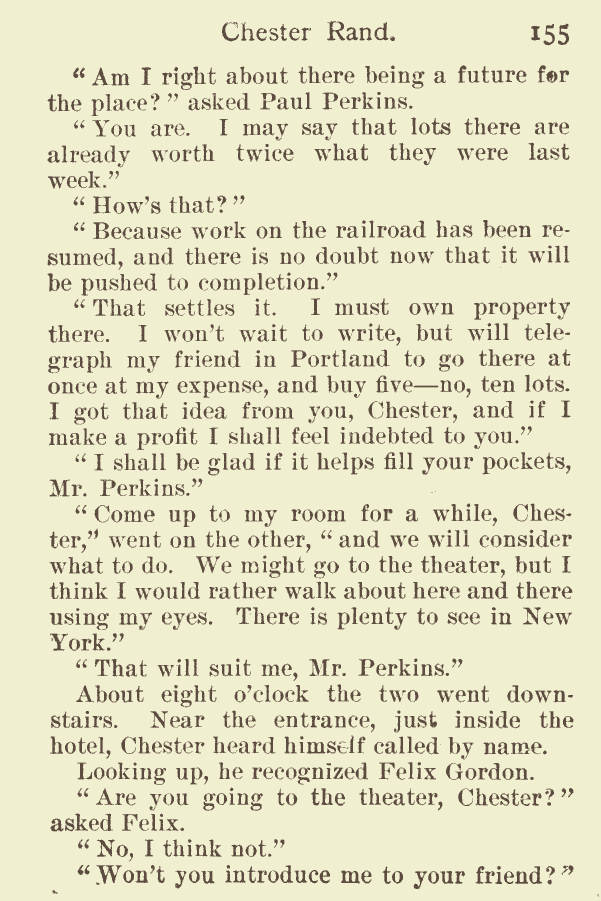 Chester Rand. 155
“ Am I right about there being a future for
the place? ” asked Paul Perkins.
“ You are. I may say that lots there are
already worth twice what they were last
week.”
“ How's that? ”
“ Because work on the railroad has been re-
sumed, and there is no doubt now that it will
be pushed to completion.”
“ That settles it. I must own property
there. I won't wait to write, but will tele-
graph my friend in Portland to go there at
once at my expense, and buy five—no, ten lots.
I got that idea from you, Chester, and if I
make a profit I shall feel indebted to you.”
“ I shall be glad if it helps fill your pockets,
Mr. Perkins.”
“ Come up to my room for a while, Ches-
ter,” went on the other, “ and we will consider
what to do. We might go to the theater, but I
think I would rather walk about here and there
using my eyes. There is plenty to see in New
York.”
“ That will suit me, Mr. Perkins.”
About eight o'clock the two went down-
stairs. Near the entrance, just inside the
hotel, Chester heard himself called by name.
Looking up, he recognized Felix Gordon.
“ Are you going to the theater, Chester? ”
asked Felix.
“ No, I think not.”
“ Won't you introduce me to your friend? ”